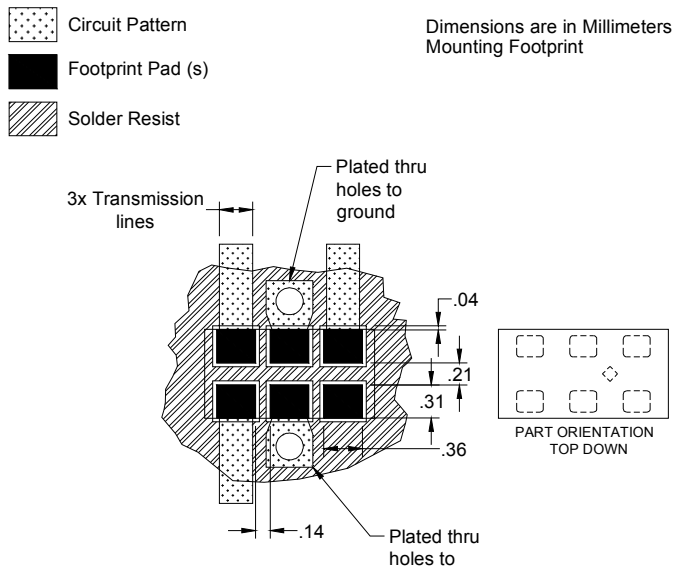 Circuit Pattern
Footprint Pad (s)
Solder Resist
Dimensions are in Millimeters
Mounting Footprint
Plated thru
holes to
ground
3x Transmission
lines
.04
.21
.31
.36
.14
PART ORIENTATION
TOP DOWN
Plated thru
holes to